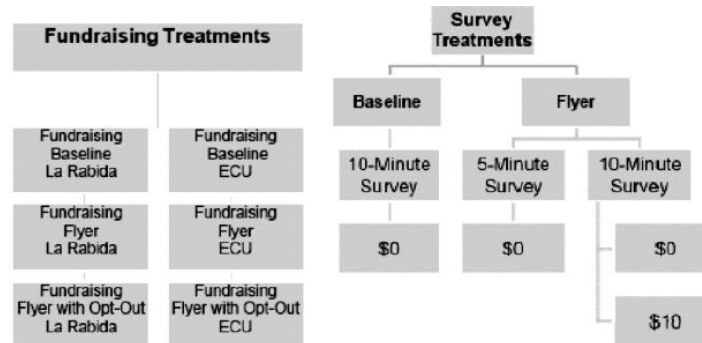 Fundraising Treatments
Fundraising
Baseline
La Rabida
Fundraising
Baseline
ECU
Fundraising
Flyer
La Rabida
Fundraising
Flyer
ECU
Fundraising
Flyer with Opt-Out
La Rabida
Fundraising
Flyer with Opt-Out
ECU
Survey
Treatments
Baseline
Flyer
10-Minute
Survey
5-Minute
Survey
10-Minute
Survey
$0
$0
$0
$10